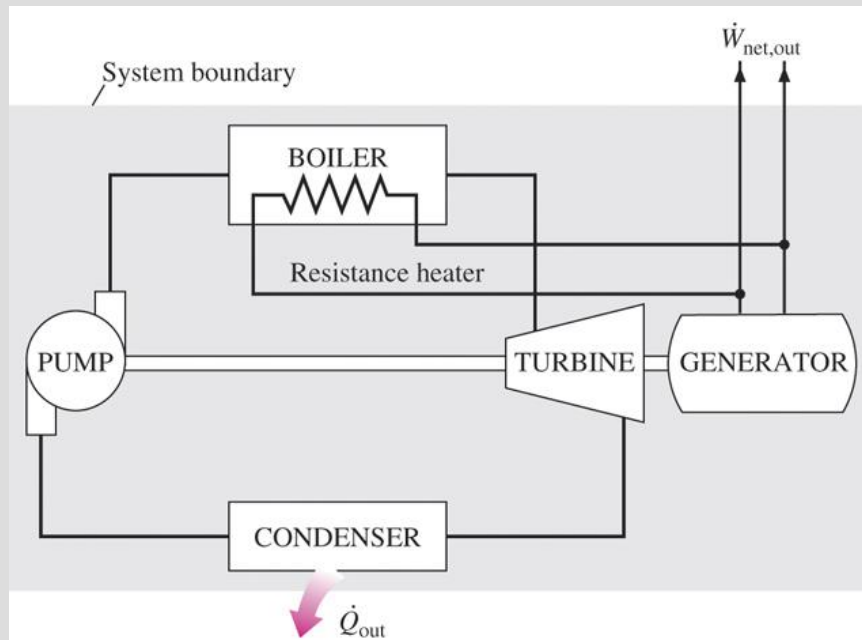 Ẇnet,out
System boundary
BOILER
Resistance heater
PUMP
TURBINE
GENERATOR
CONDENSER
Q̇out